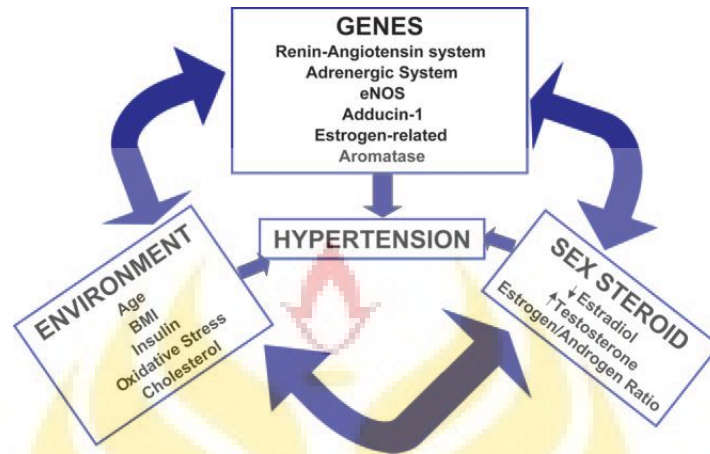 GENES
Renin-Angiotensin system
Adrenergic System
eNOS
Adducin-1
Estrogen-related
Aromatase
HYPERTENSION
ENVIRONMENT
Age
BMI
Insulin
Oxidative Stress
Cholesterol
SEX STEROID
↓ Estradiol
↑Testosterone
Estrogen/Androgen Ratio